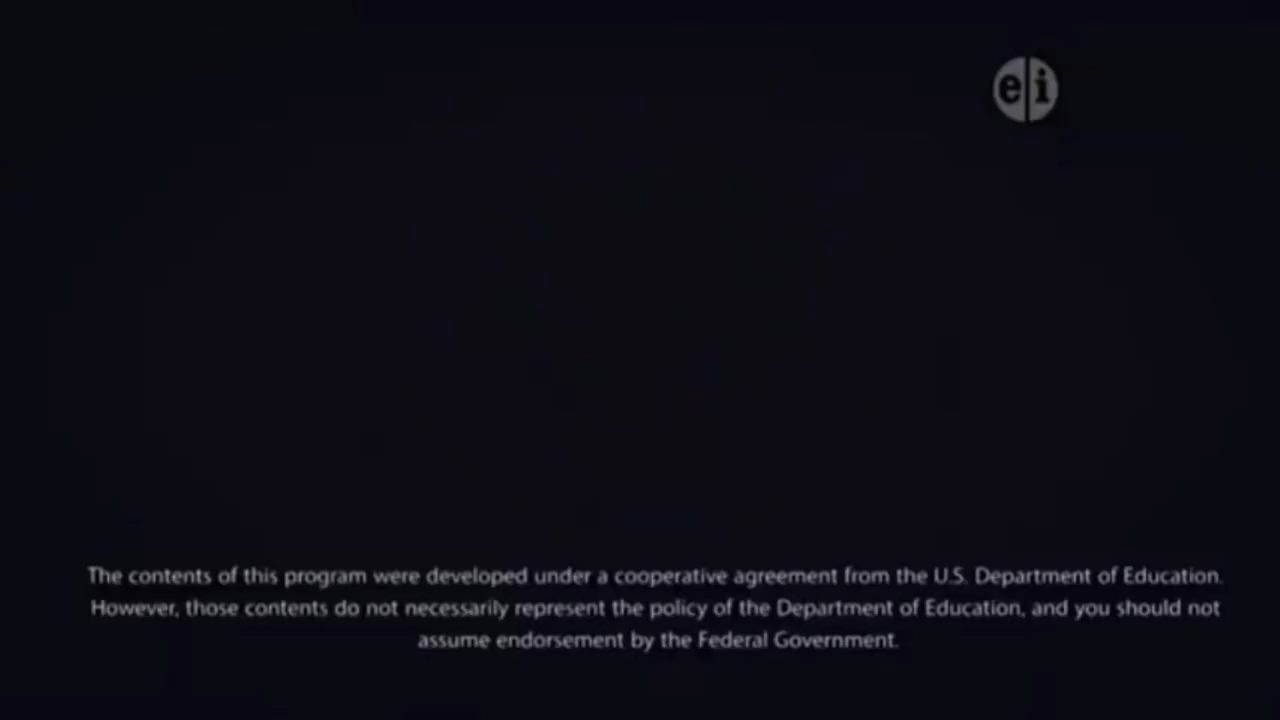 e i
The contents of this program were developed under a cooperative agreement from the U.S. Department of Education.
However, those contents do not necessarily represent the policy of the Department of Education, and you should not
assume endorsement by the Federal Government.